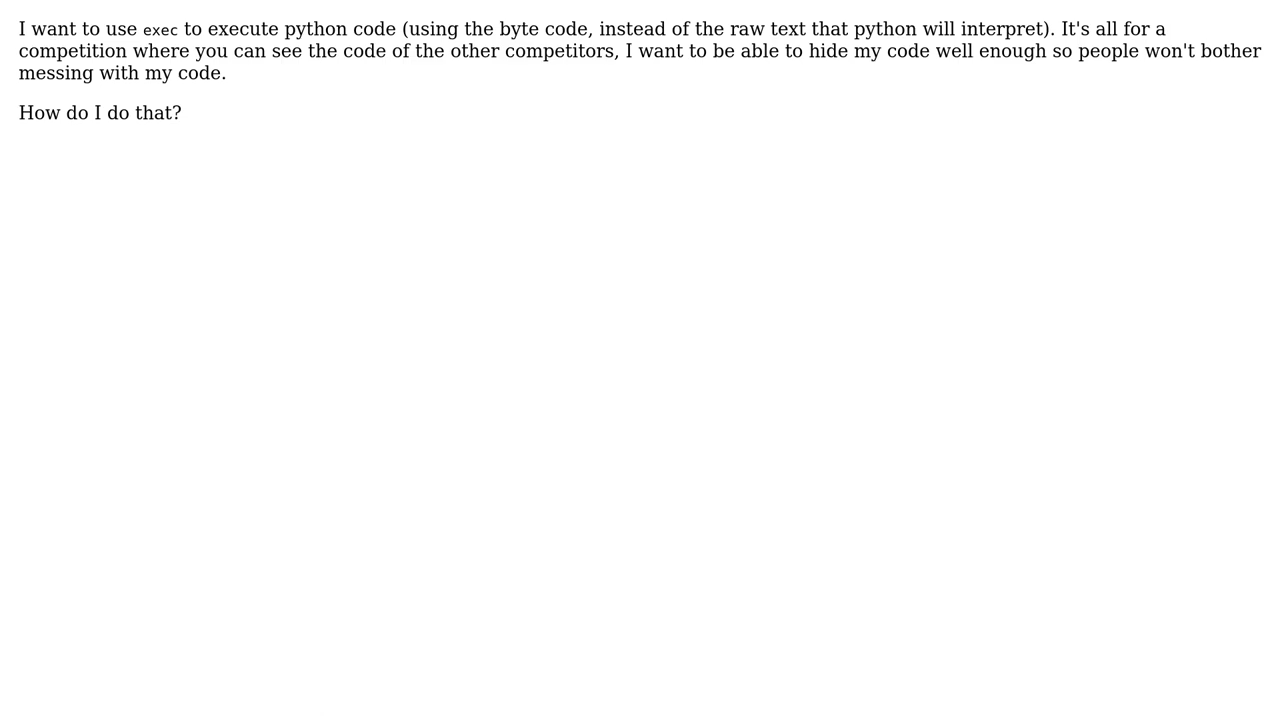 I want to use exec to execute python code (using the byte code, instead of the raw text that python will interpret). It's all for a
competition where you can see the code of the other competitors, I want to be able to hide my code well enough so people won't bother
messing with my code.
How do I do that?